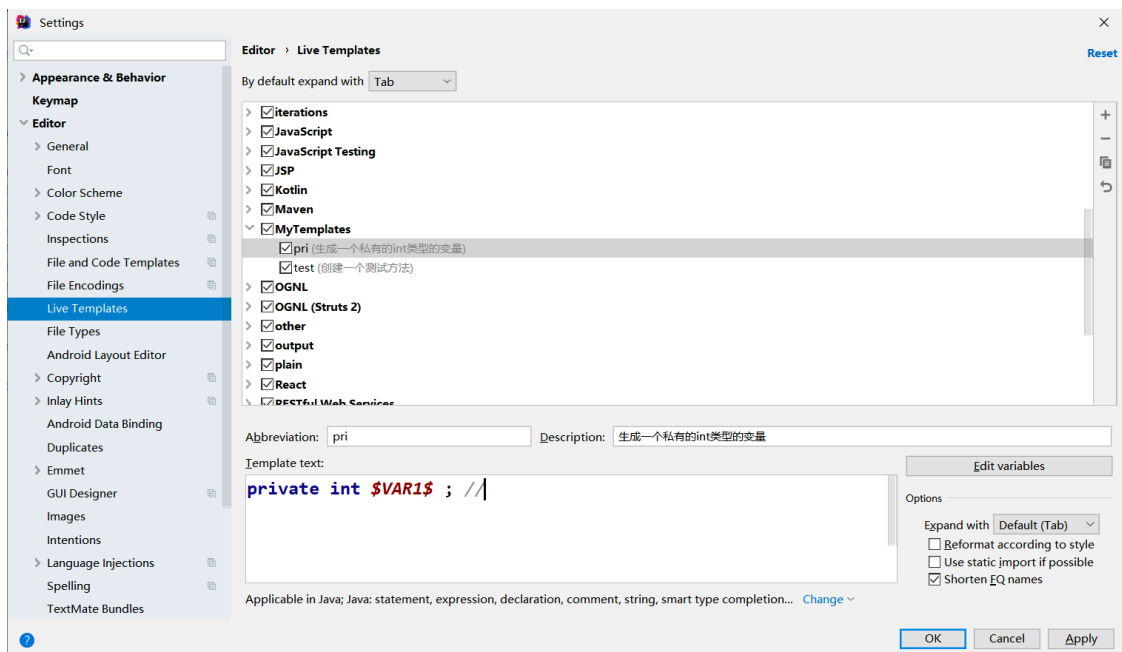 Settings
Editor › Live Templates
Reset
Appearance & Behavior
Keymap
Editor
General
Font
Color Scheme
Code Style
Inspections
File and Code Templates
File Encodings
Live Templates
File Types
Android Layout Editor
Copyright
Inlay Hints
Android Data Binding
Duplicates
Emmet
GUI Designer
Images
Intentions
Language Injections
Spelling
TextMate Bundles
By default expand with Tab
iterations
JavaScript
JavaScript Testing
JSP
Kotlin
Maven
MyTemplates
pri (生成一个私有的int类型的变量)
test (创建一个测试方法)
OGNL
OGNL (Struts 2)
other
output
plain
React
RESTful Web Services
Abbreviation: pri
Description: 生成一个私有的int类型的变量
Template text:
private int $VAR1$ ; //
Edit variables
Options
Expand with Default (Tab)
Reformat according to style
Use static import if possible
Shorten FQ names
Applicable in Java; Java: statement, expression, declaration, comment, string, smart type completion... Change
?
OK
Cancel
Apply